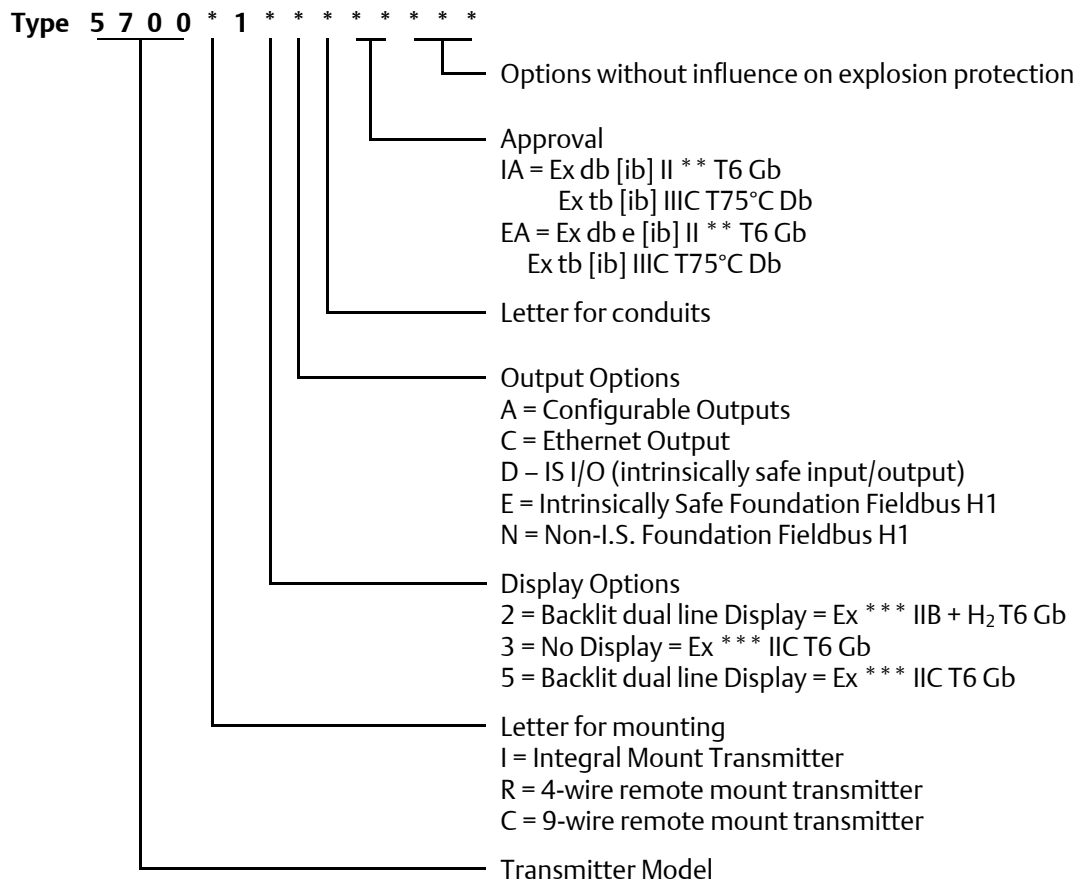 Type 5 7 0 0 * 1 * * * * * * * *
Options without influence on explosion protection
Approval
IA = Ex db [ib] II ** T6 Gb
Ex tb [ib] IIIC T75°C Db
EA = Ex db e [ib] II ** T6 Gb
Ex tb [ib] IIIC T75°C Db
Letter for conduits
Output Options
A = Configurable Outputs
C = Ethernet Output
D – IS I/O (intrinsically safe input/output)
E = Intrinsically Safe Foundation Fieldbus H1
N = Non-I.S. Foundation Fieldbus H1
Display Options
2 = Backlit dual line Display = Ex *** IIB + H₂ T6 Gb
3 = No Display = Ex *** IIC T6 Gb
5 = Backlit dual line Display = Ex *** IIC T6 Gb
Letter for mounting
I = Integral Mount Transmitter
R = 4-wire remote mount transmitter
C = 9-wire remote mount transmitter
Transmitter Model